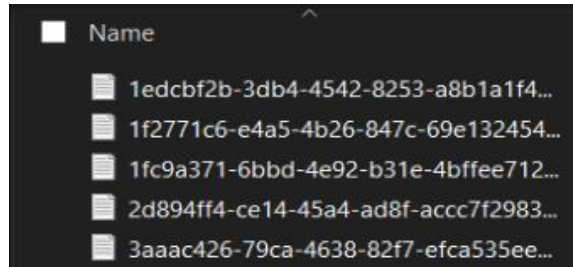 Name
1edcbf2b-3db4-4542-8253-a8b1a1f4...
1f2771c6-e4a5-4b26-847c-69e132454...
1fc9a371-6bbd-4e92-b31e-4bffee712...
2d894ff4-ce14-45a4-ad8f-accc7f2983...
3aaac426-79ca-4638-82f7-efca535ee...